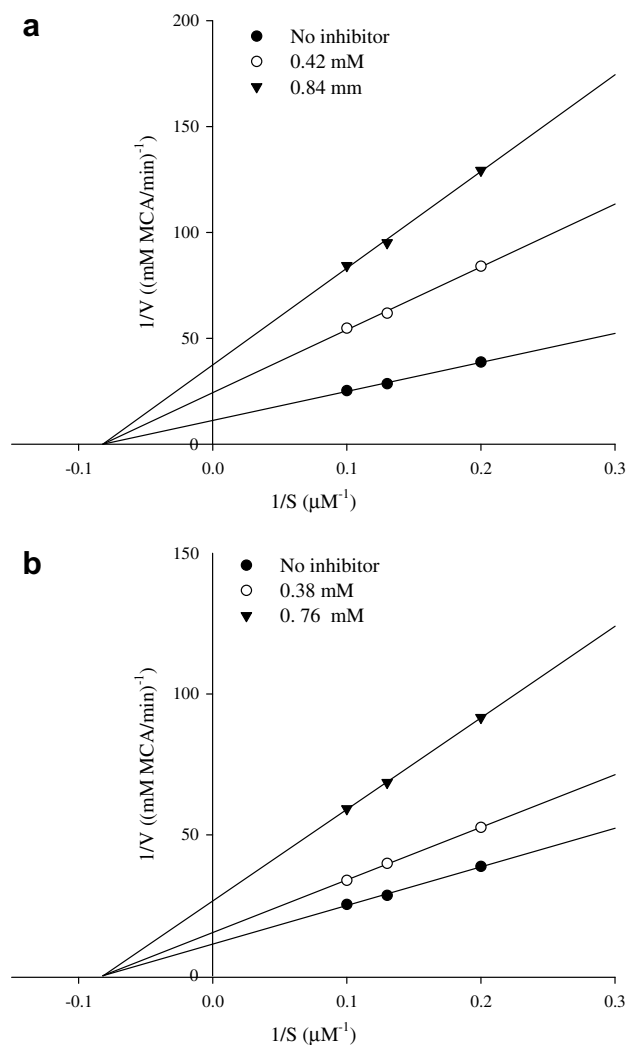 a
No inhibitor
0.42 mM
0.84 mm
200
150
100
50
0
1/V ((mM MCA/min)⁻¹
-0.1 0.0 0.1 0.2 0.3
1/S (μM⁻¹)
b
No inhibitor
0.38 mM
0. 76 mM
150
100
50
0
1/V ((mM MCA/min)⁻¹
-0.1 0.0 0.1 0.2 0.3
1/S (μM⁻¹)